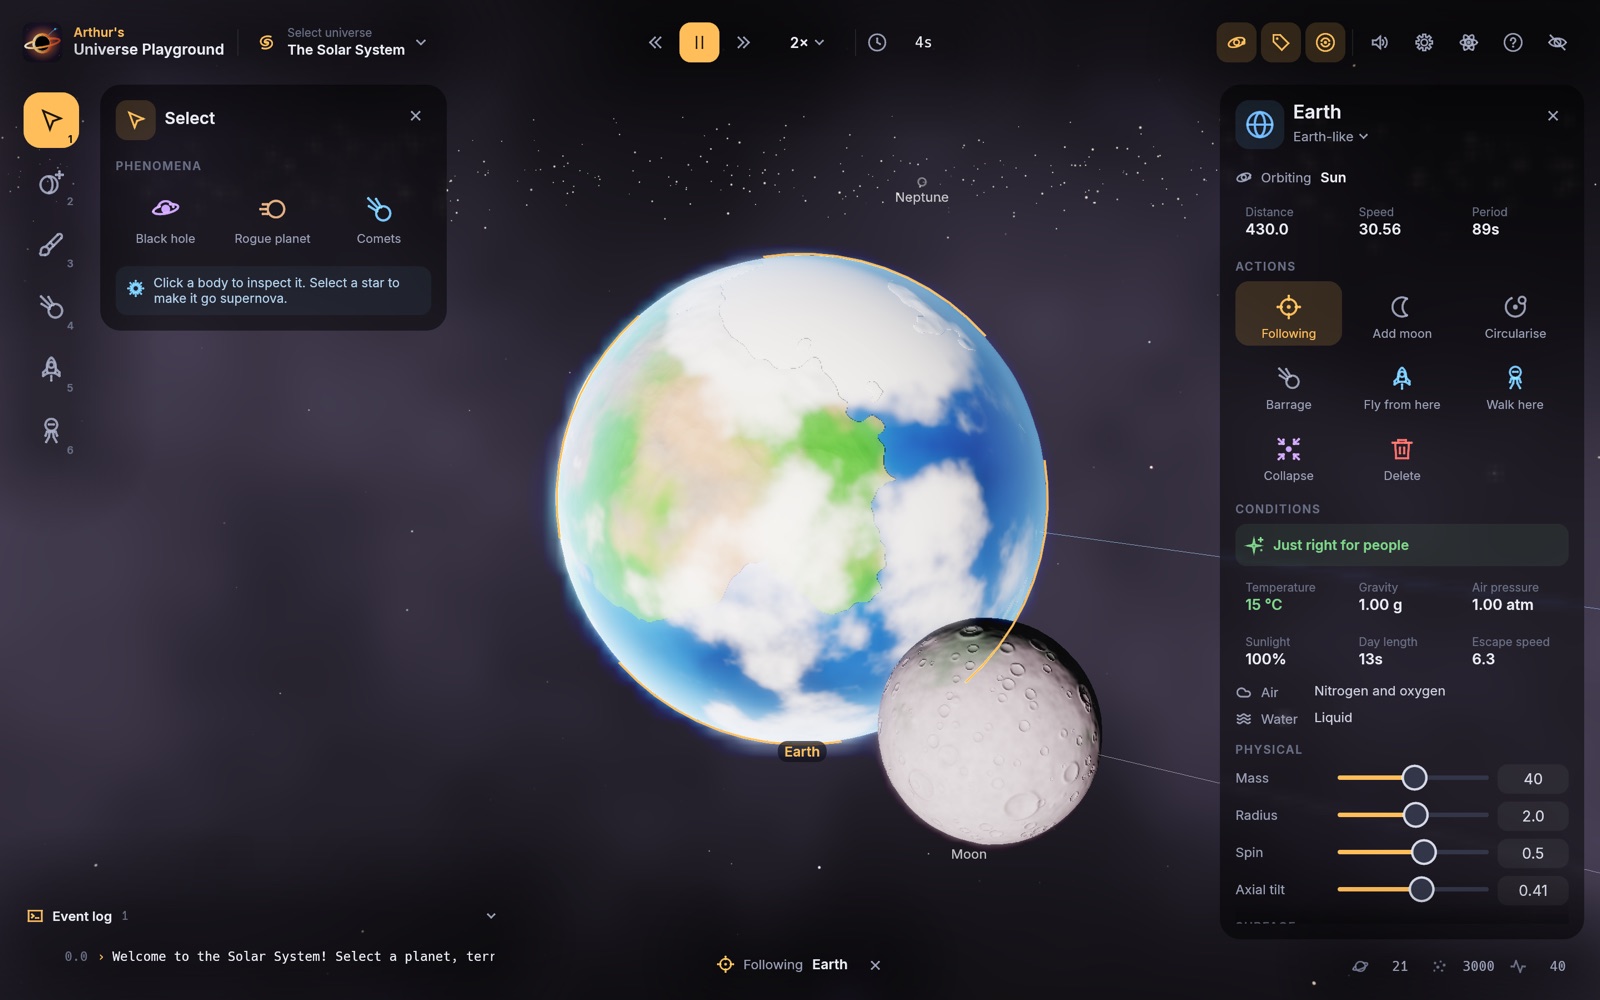 Arthur's
Universe Playground
Select universe
The Solar System
2×
4s
1
2
3
4
5
6
Select
PHENOMENA
Black hole
Rogue planet
Comets
Click a body to inspect it. Select a star to
make it go supernova.
Neptune
Earth
Moon
Earth
Earth-like
Orbiting Sun
Distance
430.0
Speed
30.56
Period
89s
ACTIONS
Following
Add moon
Circularise
Barrage
Fly from here
Walk here
Collapse
Delete
CONDITIONS
Just right for people
Temperature
15 °C
Gravity
1.00 g
Air pressure
1.00 atm
Sunlight
100%
Day length
13s
Escape speed
6.3
Air Nitrogen and oxygen
Water Liquid
PHYSICAL
Mass 40
Radius 2.0
Spin 0.5
Axial tilt 0.41
Event log 1
0.0 › Welcome to the Solar System! Select a planet, terr
Following Earth
21 3000 40